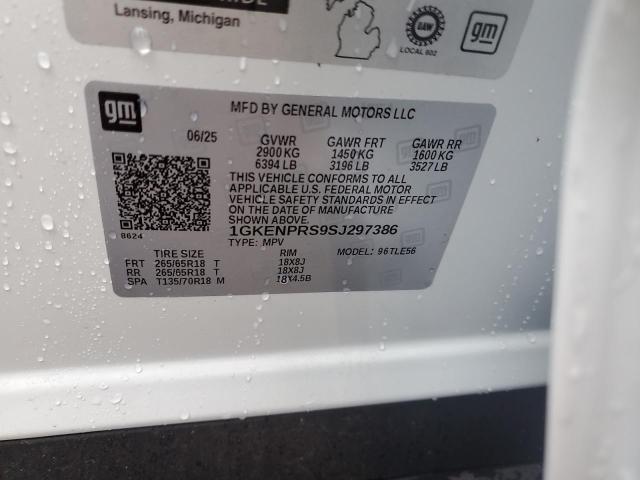 Lansing, Michigan
UAW
LOCAL 602
gm
gm
MFD BY GENERAL MOTORS LLC
06/25 GVWR GAWR FRT GAWR RR
2900 KG 1450 KG 1600 KG
6394 LB 3196 LB 3527 LB
THIS VEHICLE CONFORMS TO ALL
APPLICABLE U.S. FEDERAL MOTOR
VEHICLE SAFETY STANDARDS IN EFFECT
ON THE DATE OF MANUFACTURE
SHOWN ABOVE.
8624 1GKENPRS9SJ297386
TYPE: MPV MODEL: 96TLE56
TIRE SIZE RIM
FRT 265/65R18 T 18X8J
RR 265/65R18 T 18X8J
SPA T135/70R18 M 18X4.5B